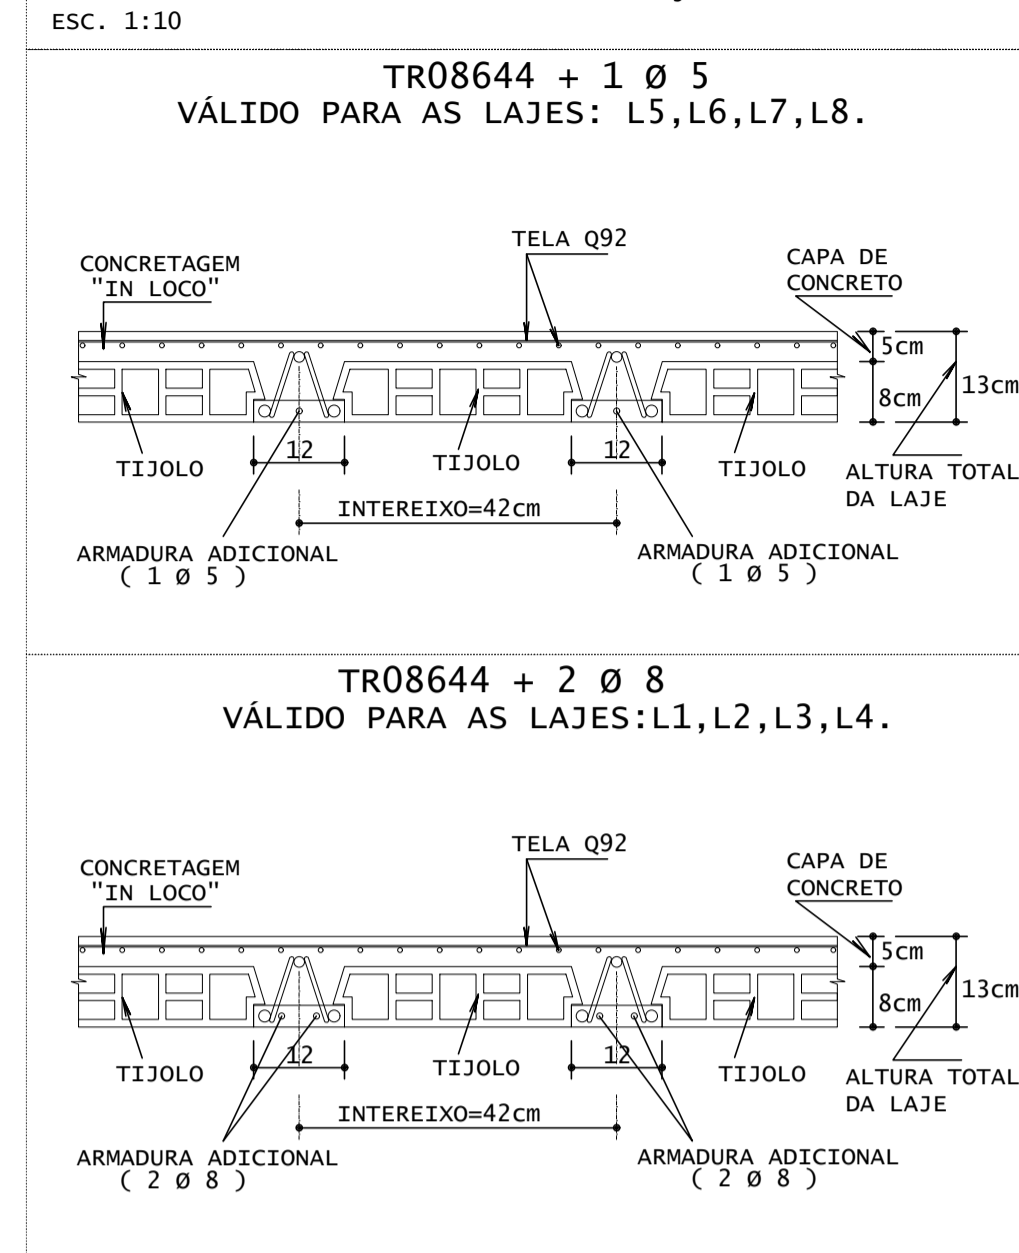 ESC. 1:10
TR08644 + 1 Ø 5
VÁLIDO PARA AS LAJES: L5,L6,L7,L8.
TELA Q92
CONCRETAGEM
"IN LOCO"
CAPA DE
CONCRETO
5cm
8cm
13cm
12
12
TIJOLO
TIJOLO
TIJOLO
ALTURA TOTAL
DA LAJE
INTEREIXO=42cm
ARMADURA ADICIONAL
( 1 Ø 5 )
ARMADURA ADICIONAL
( 1 Ø 5 )
TR08644 + 2 Ø 8
VÁLIDO PARA AS LAJES:L1,L2,L3,L4.
TELA Q92
CONCRETAGEM
"IN LOCO"
CAPA DE
CONCRETO
5cm
8cm
13cm
12
12
TIJOLO
TIJOLO
TIJOLO
ALTURA TOTAL
DA LAJE
INTEREIXO=42cm
ARMADURA ADICIONAL
( 2 Ø 8 )
ARMADURA ADICIONAL
( 2 Ø 8 )